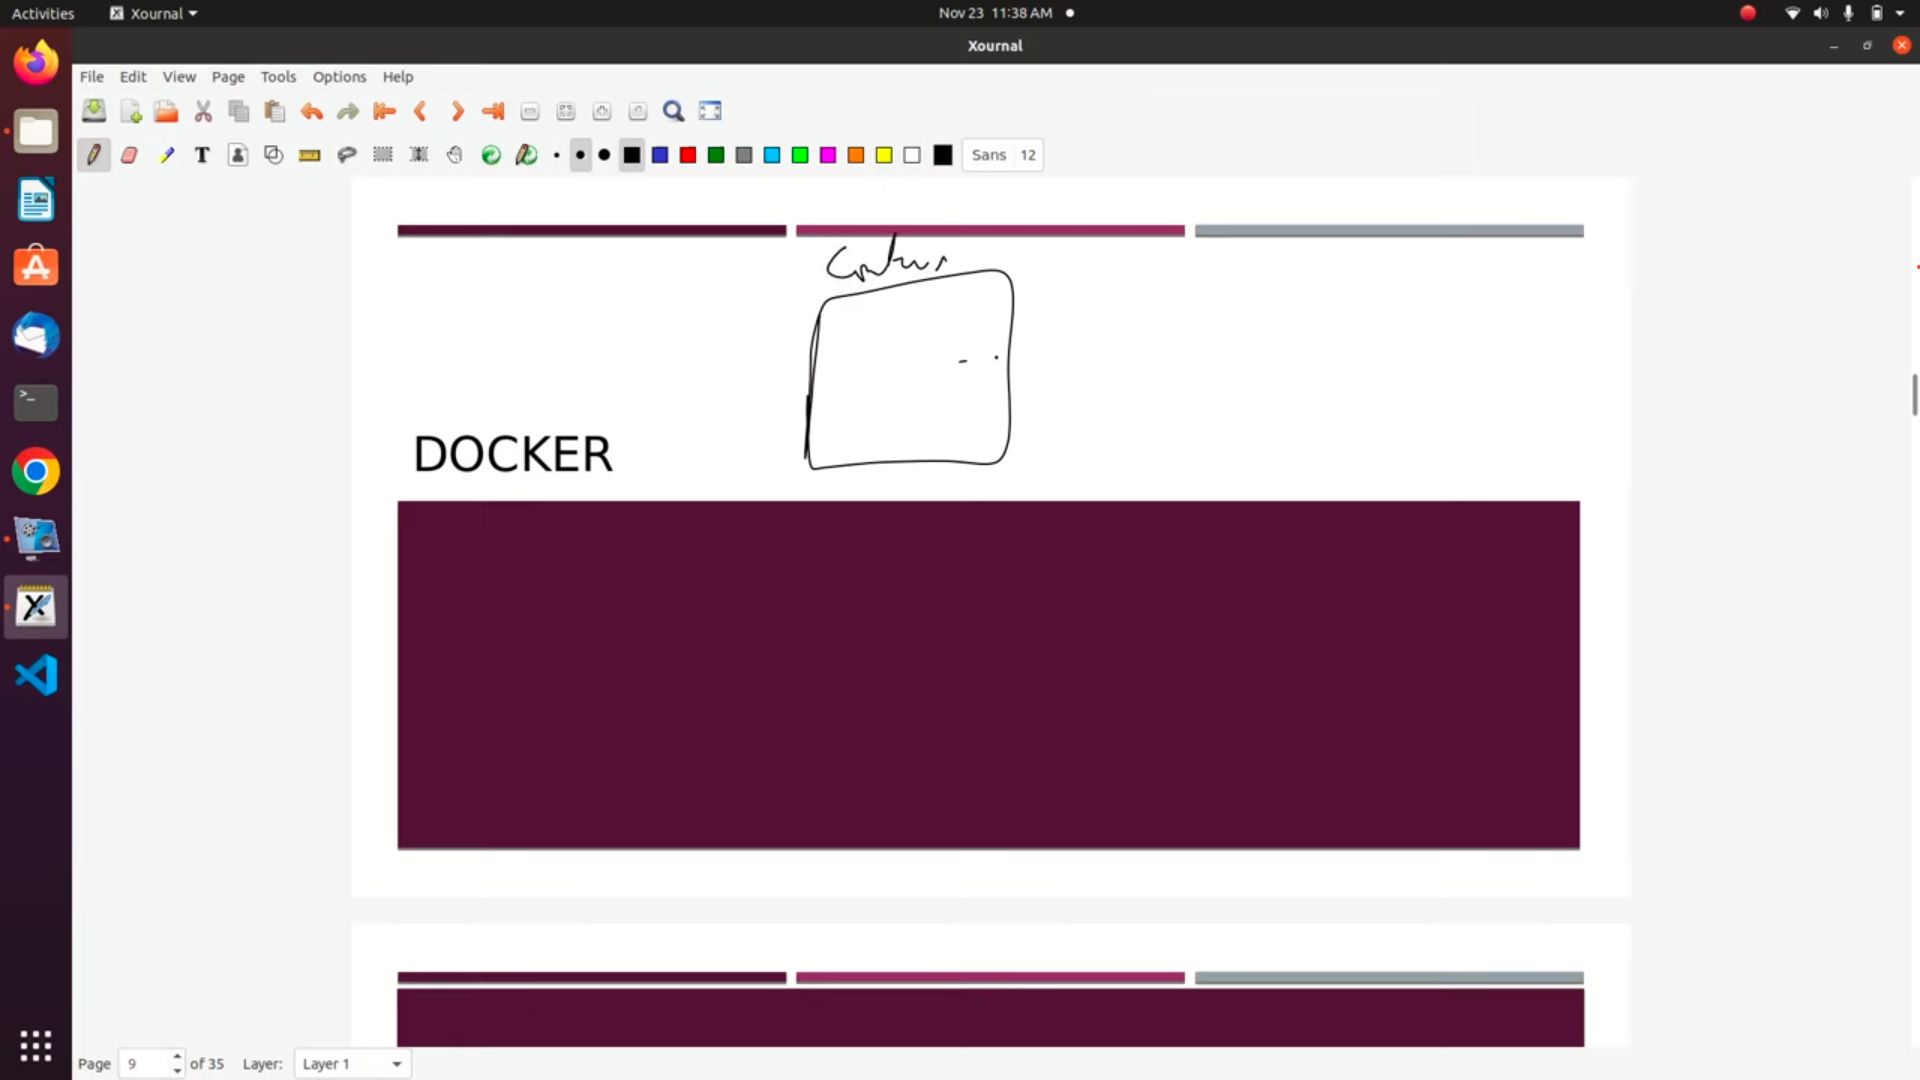 Activities Xournal Nov 23 11:38 AM
Xournal
File Edit View Page Tools Options Help
Sans 12
DOCKER
Page 9 of 35 Layer: Layer 1